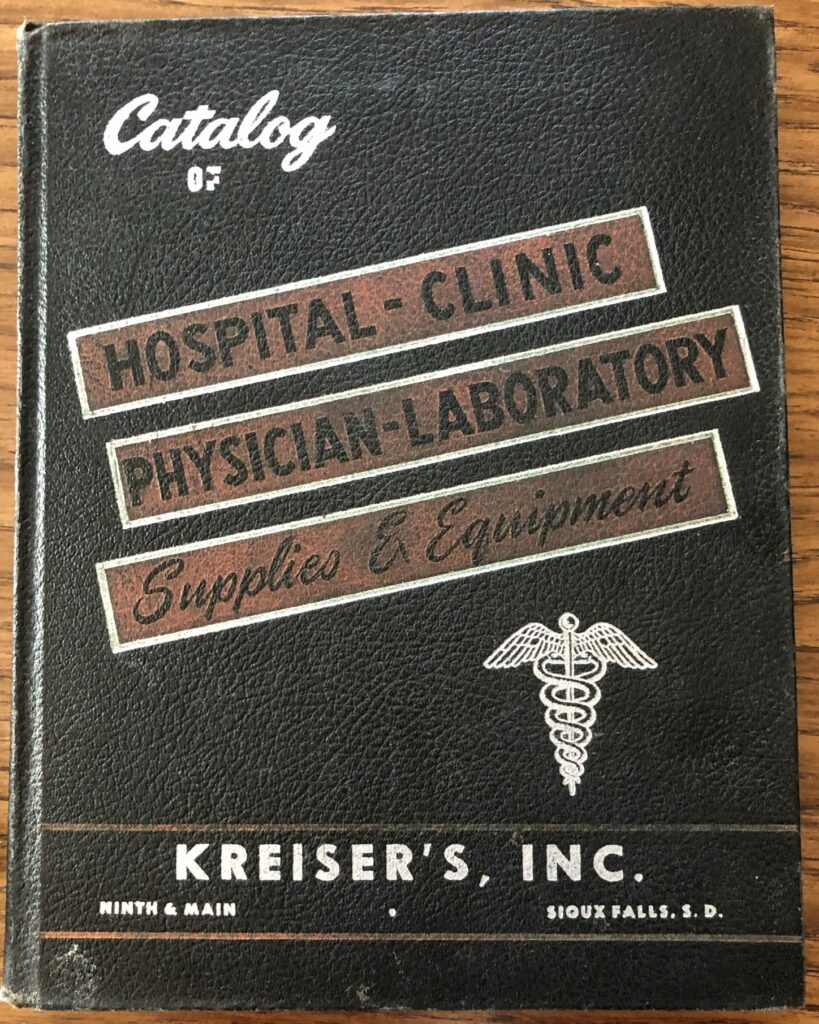 Catalog
OF
HOSPITAL - CLINIC
PHYSICIAN-LABORATORY
Supplies & Equipment
KREISER'S, INC.
NINTH & MAIN • SIOUX FALLS, S. D.